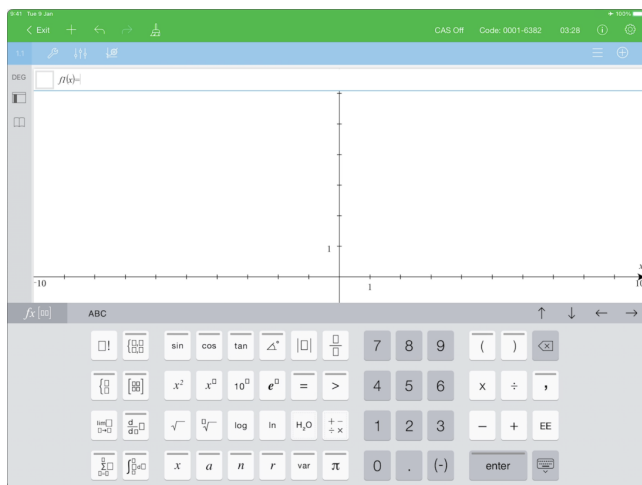 9:41 Tue 9 Jan 100%
Exit CAS Off Code: 0001-6382 03:28
1.1
DEG f1(x)=
1
-10 1 10
x
fx ABC
! sin cos tan ∠° |□| 7 8 9 ( )
x² x□ 10□ e□ = > 4 5 6 x ÷ ,
lim□→□ d/d□□ √ □√ log ln H₂O + − ÷ × 1 2 3 − + EE
Σ□ ∫□d□ x a n r var π 0 . (-) enter